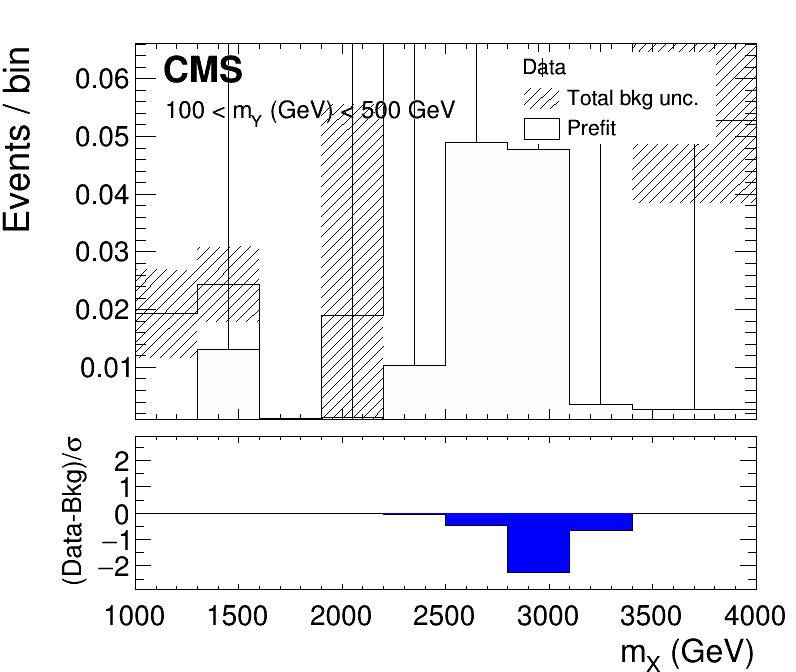 CMS
100 < mY (GeV) < 500 GeV
Data
Total bkg unc.
Prefit
Events / bin
0.06
0.05
0.04
0.03
0.02
0.01
(Data-Bkg)/σ
2
1
0
−1
−2
1000 1500 2000 2500 3000 3500 4000
mX (GeV)